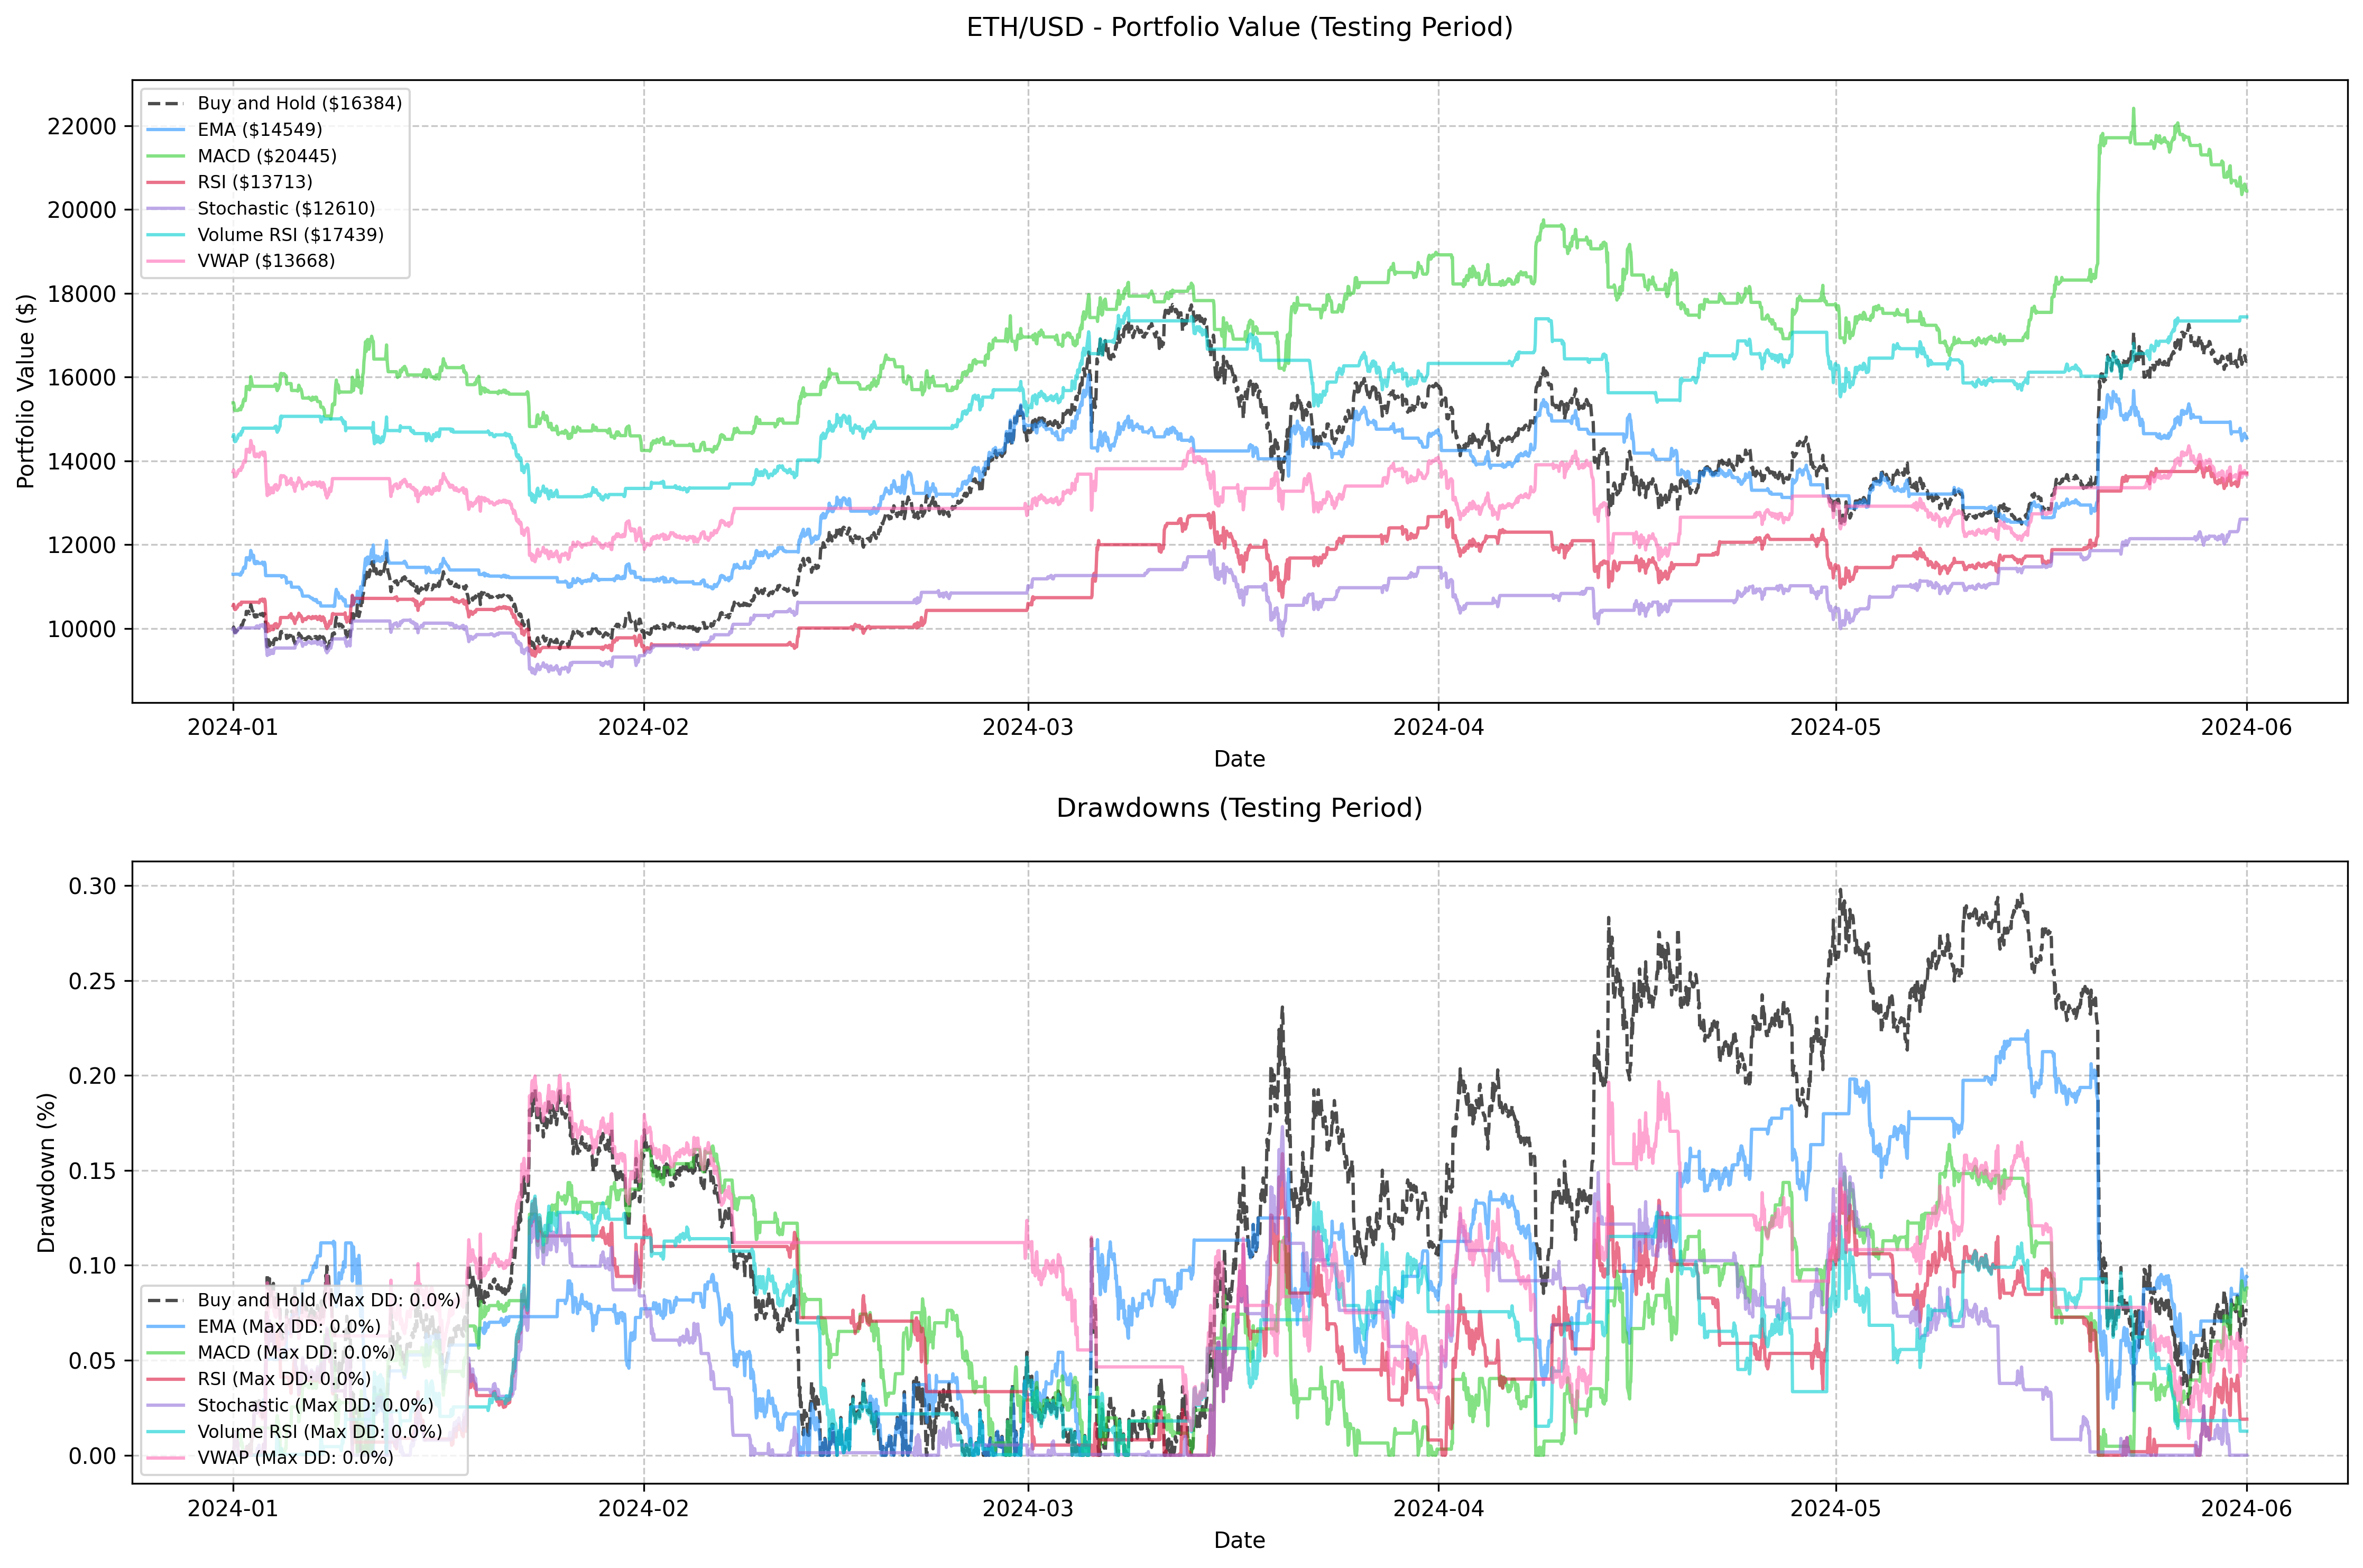 ETH/USD - Portfolio Value (Testing Period)
Portfolio Value ($)
22000
20000
18000
16000
14000
12000
10000
Buy and Hold ($16384)
EMA ($14549)
MACD ($20445)
RSI ($13713)
Stochastic ($12610)
Volume RSI ($17439)
VWAP ($13668)
2024-01
2024-02
2024-03
2024-04
2024-05
2024-06
Date
Drawdowns (Testing Period)
Drawdown (%)
0.30
0.25
0.20
0.15
0.10
0.05
0.00
Buy and Hold (Max DD: 0.0%)
EMA (Max DD: 0.0%)
MACD (Max DD: 0.0%)
RSI (Max DD: 0.0%)
Stochastic (Max DD: 0.0%)
Volume RSI (Max DD: 0.0%)
VWAP (Max DD: 0.0%)
2024-01
2024-02
2024-03
2024-04
2024-05
2024-06
Date